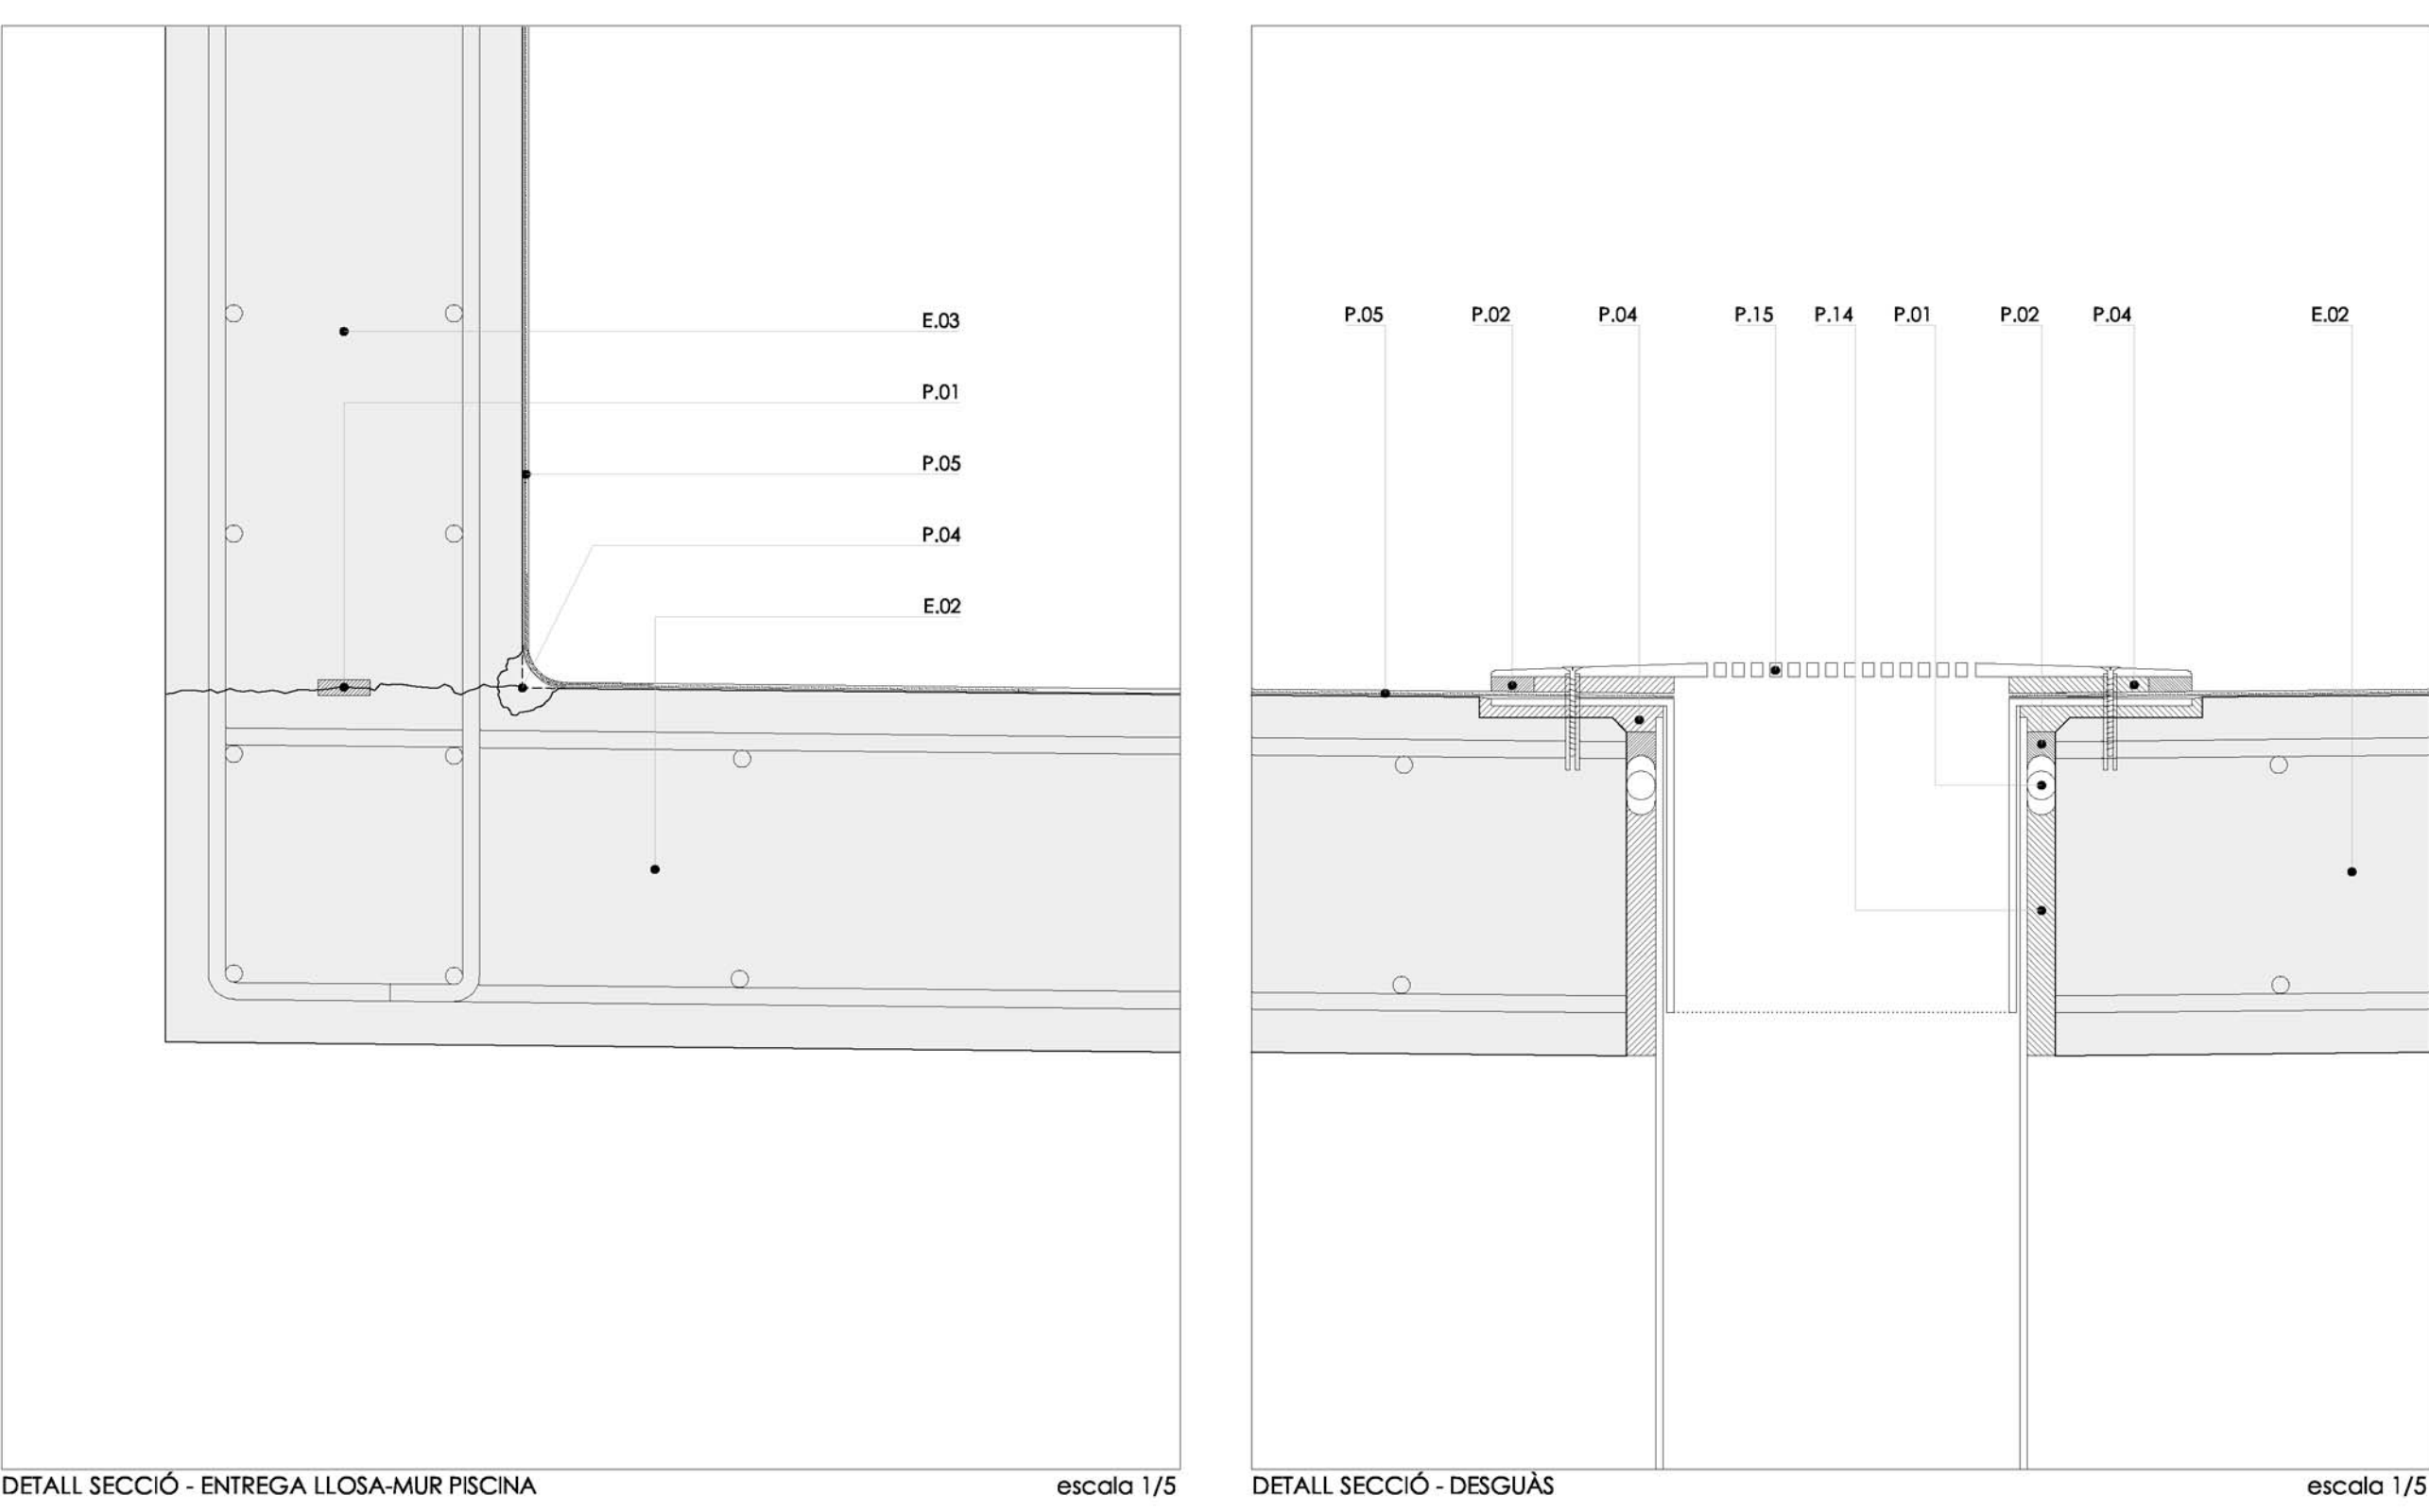 E.03
P.01
P.05
P.04
E.02
DETALL SECCIÓ - ENTREGA LLOSA-MUR PISCINA escala 1/5
P.05 P.02 P.04 P.15 P.14 P.01 P.02 P.04 E.02
DETALL SECCIÓ - DESGUÀS escala 1/5